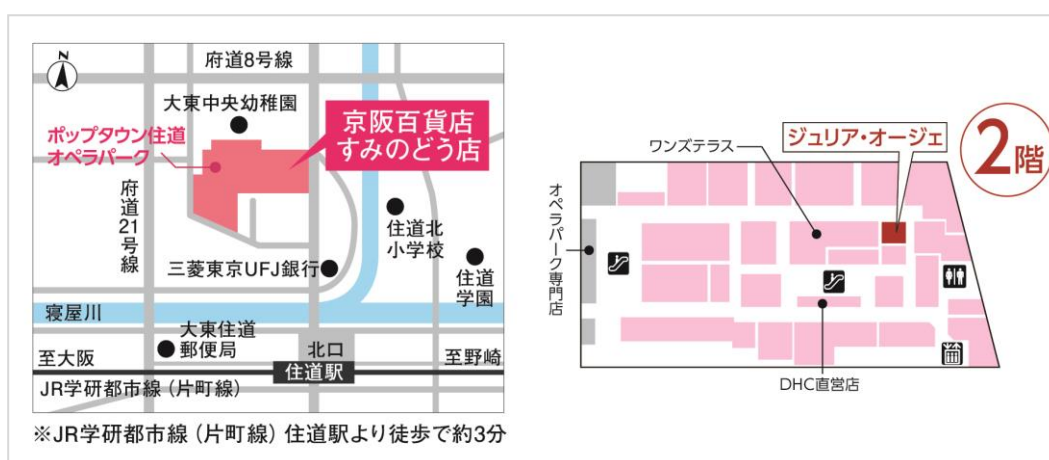 N
府道8号線
大東中央幼稚園
京阪百貨店
すみのどう店
ポップタウン住道
オペラパーク
府道21号線
住道北
小学校
三菱東京UFJ銀行
住道
学園
寝屋川
大東住道
郵便局
北口
至大阪
至野崎
住道駅
JR学研都市線（片町線）
※JR学研都市線（片町線）住道駅より徒歩で約3分
ワンズテラス
ジュリア・オージェ
2階
オペラパーク専門店
DHC直営店